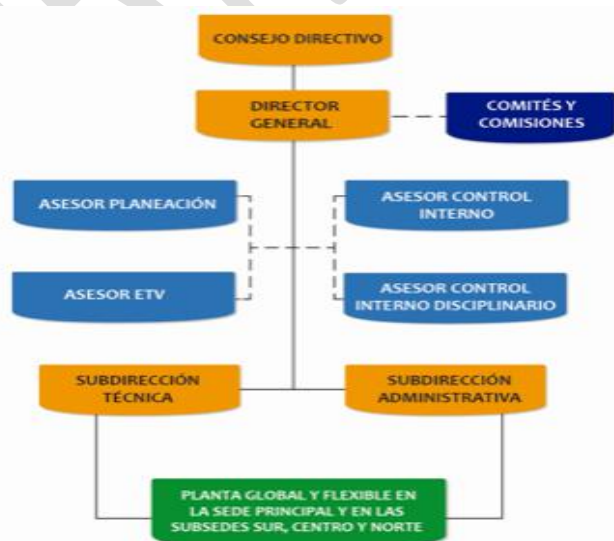 CONSEJO DIRECTIVO
DIRECTOR
GENERAL
COMITÉS Y
COMISIONES
ASESOR PLANEACIÓN
ASESOR CONTROL
INTERNO
ASESOR ETV
ASESOR CONTROL
INTERNO DISCIPLINARIO
SUBDIRECCIÓN
TÉCNICA
SUBDIRECCIÓN
ADMINISTRATIVA
PLANTA GLOBAL Y FLEXIBLE EN
LA SEDE PRINCIPAL Y EN LAS
SUBSEDES SUR, CENTRO Y NORTE